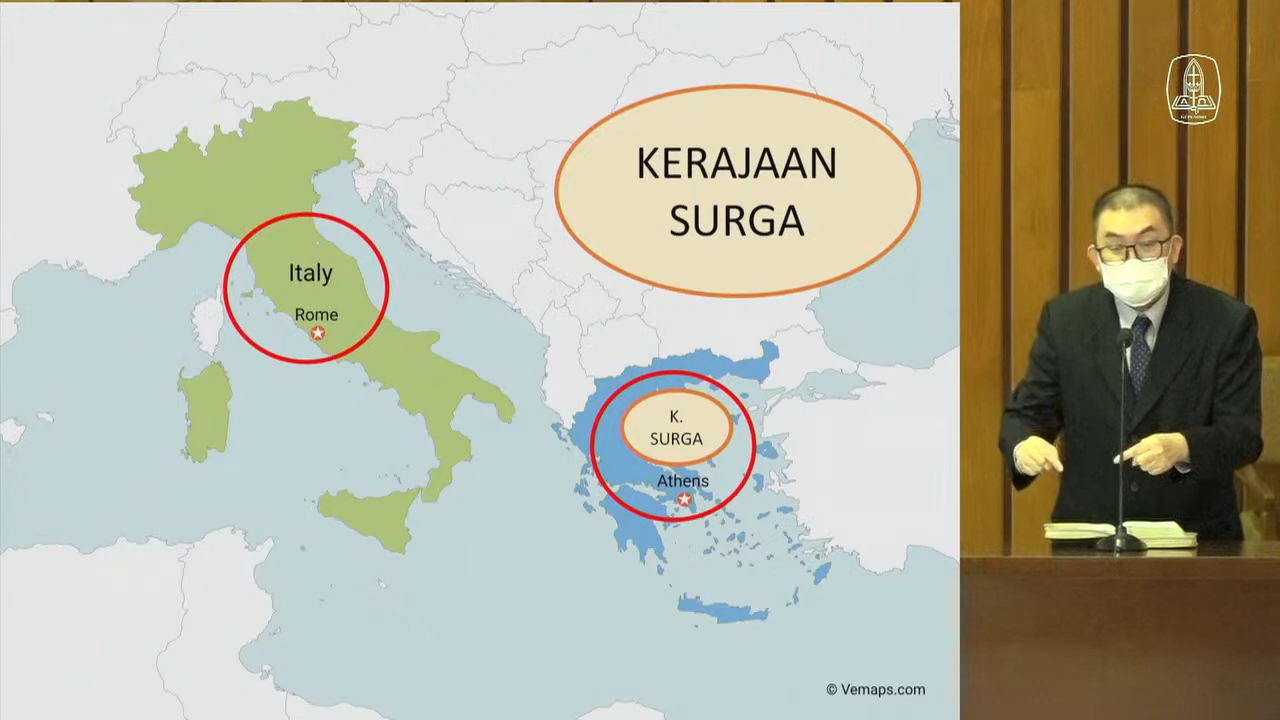 KERAJAAN
SURGA
Italy
Rome
K.
SURGA
Athens
© Vemaps.com